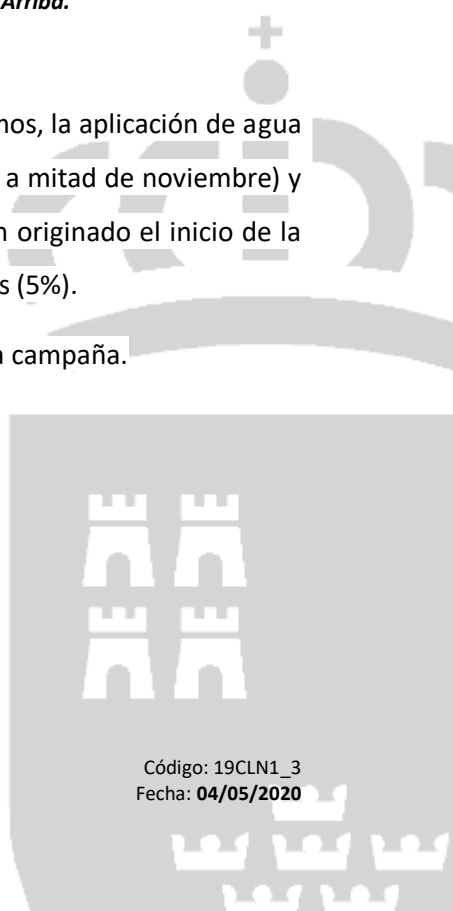 Arriba.
nos, la aplicación de agua
a mitad de noviembre) y
n originado el inicio de la
s (5%).
a campaña.
Código: 19CLN1_3
Fecha: 04/05/2020